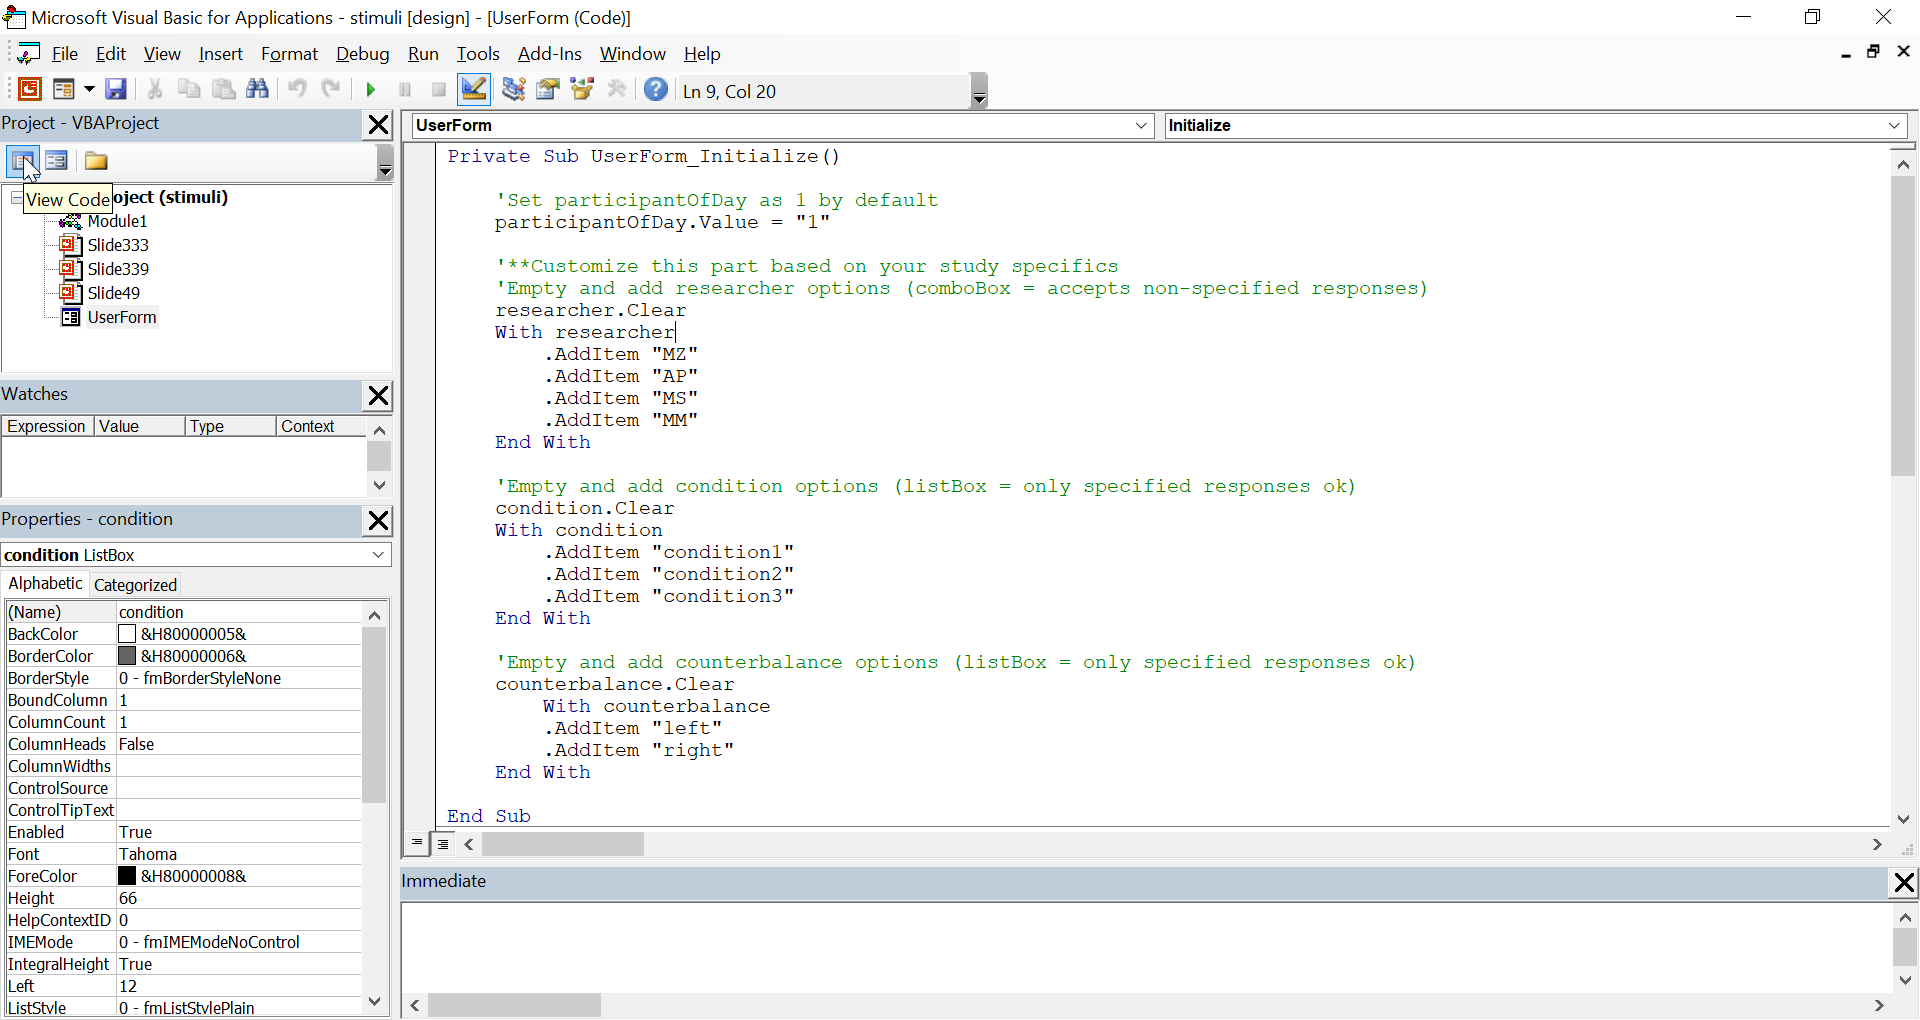 Microsoft Visual Basic for Applications - stimuli [design] - [UserForm (Code)]
File Edit View Insert Format Debug Run Tools Add-Ins Window Help
Ln 9, Col 20
Project - VBAProject
View Code
oject (stimuli)
Module1
Slide333
Slide339
Slide49
UserForm
Watches
Expression Value Type Context
Properties - condition
condition ListBox
Alphabetic Categorized
(Name) condition
BackColor &H80000005&
BorderColor &H80000006&
BorderStyle 0 - fmBorderStyleNone
BoundColumn 1
ColumnCount 1
ColumnHeads False
ColumnWidths
ControlSource
ControlTipText
Enabled True
Font Tahoma
ForeColor &H80000008&
Height 66
HelpContextID 0
IMEMode 0 - fmIMEModeNoControl
IntegralHeight True
Left 12
ListStyle 0 - fmListStylePlain
UserForm Initialize
Private Sub UserForm_Initialize()
'Set participantOfDay as 1 by default
participantOfDay.Value = "1"
'**Customize this part based on your study specifics
'Empty and add researcher options (comboBox = accepts non-specified responses)
researcher.Clear
With researcher
.AddItem "MZ"
.AddItem "AP"
.AddItem "MS"
.AddItem "MM"
End With
'Empty and add condition options (listBox = only specified responses ok)
condition.Clear
With condition
.AddItem "condition1"
.AddItem "condition2"
.AddItem "condition3"
End With
'Empty and add counterbalance options (listBox = only specified responses ok)
counterbalance.Clear
With counterbalance
.AddItem "left"
.AddItem "right"
End With
End Sub
Immediate